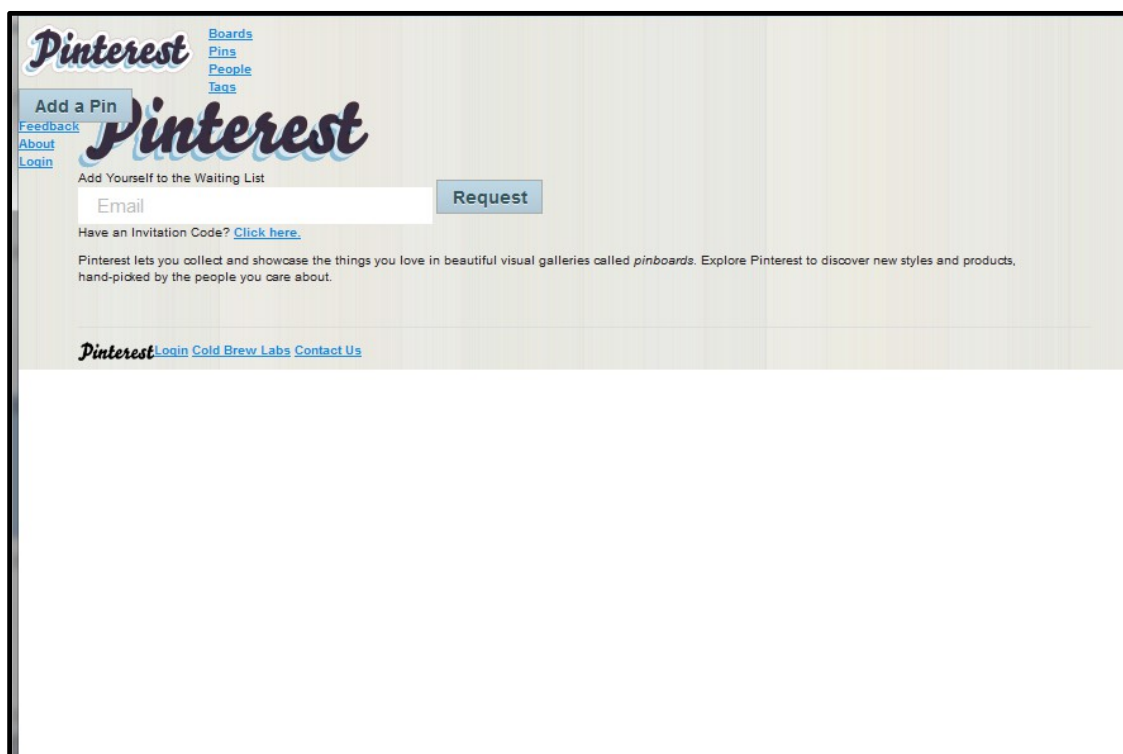 Pinterest
Boards
Pins
People
Tags
Add a Pin
Feedback
About
Login
Pinterest
Add Yourself to the Waiting List
Email
Request
Have an Invitation Code? Click here.
Pinterest lets you collect and showcase the things you love in beautiful visual galleries called pinboards. Explore Pinterest to discover new styles and products,
hand-picked by the people you care about.
Pinterest Login Cold Brew Labs Contact Us